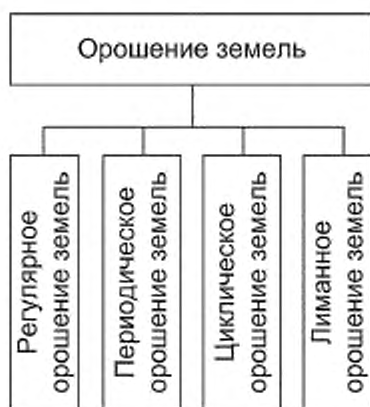 Орошение земель
Регулярное
орошение земель
Периодическое
орошение земель
Циклическое
орошение земель
Лиманное
орошение земель